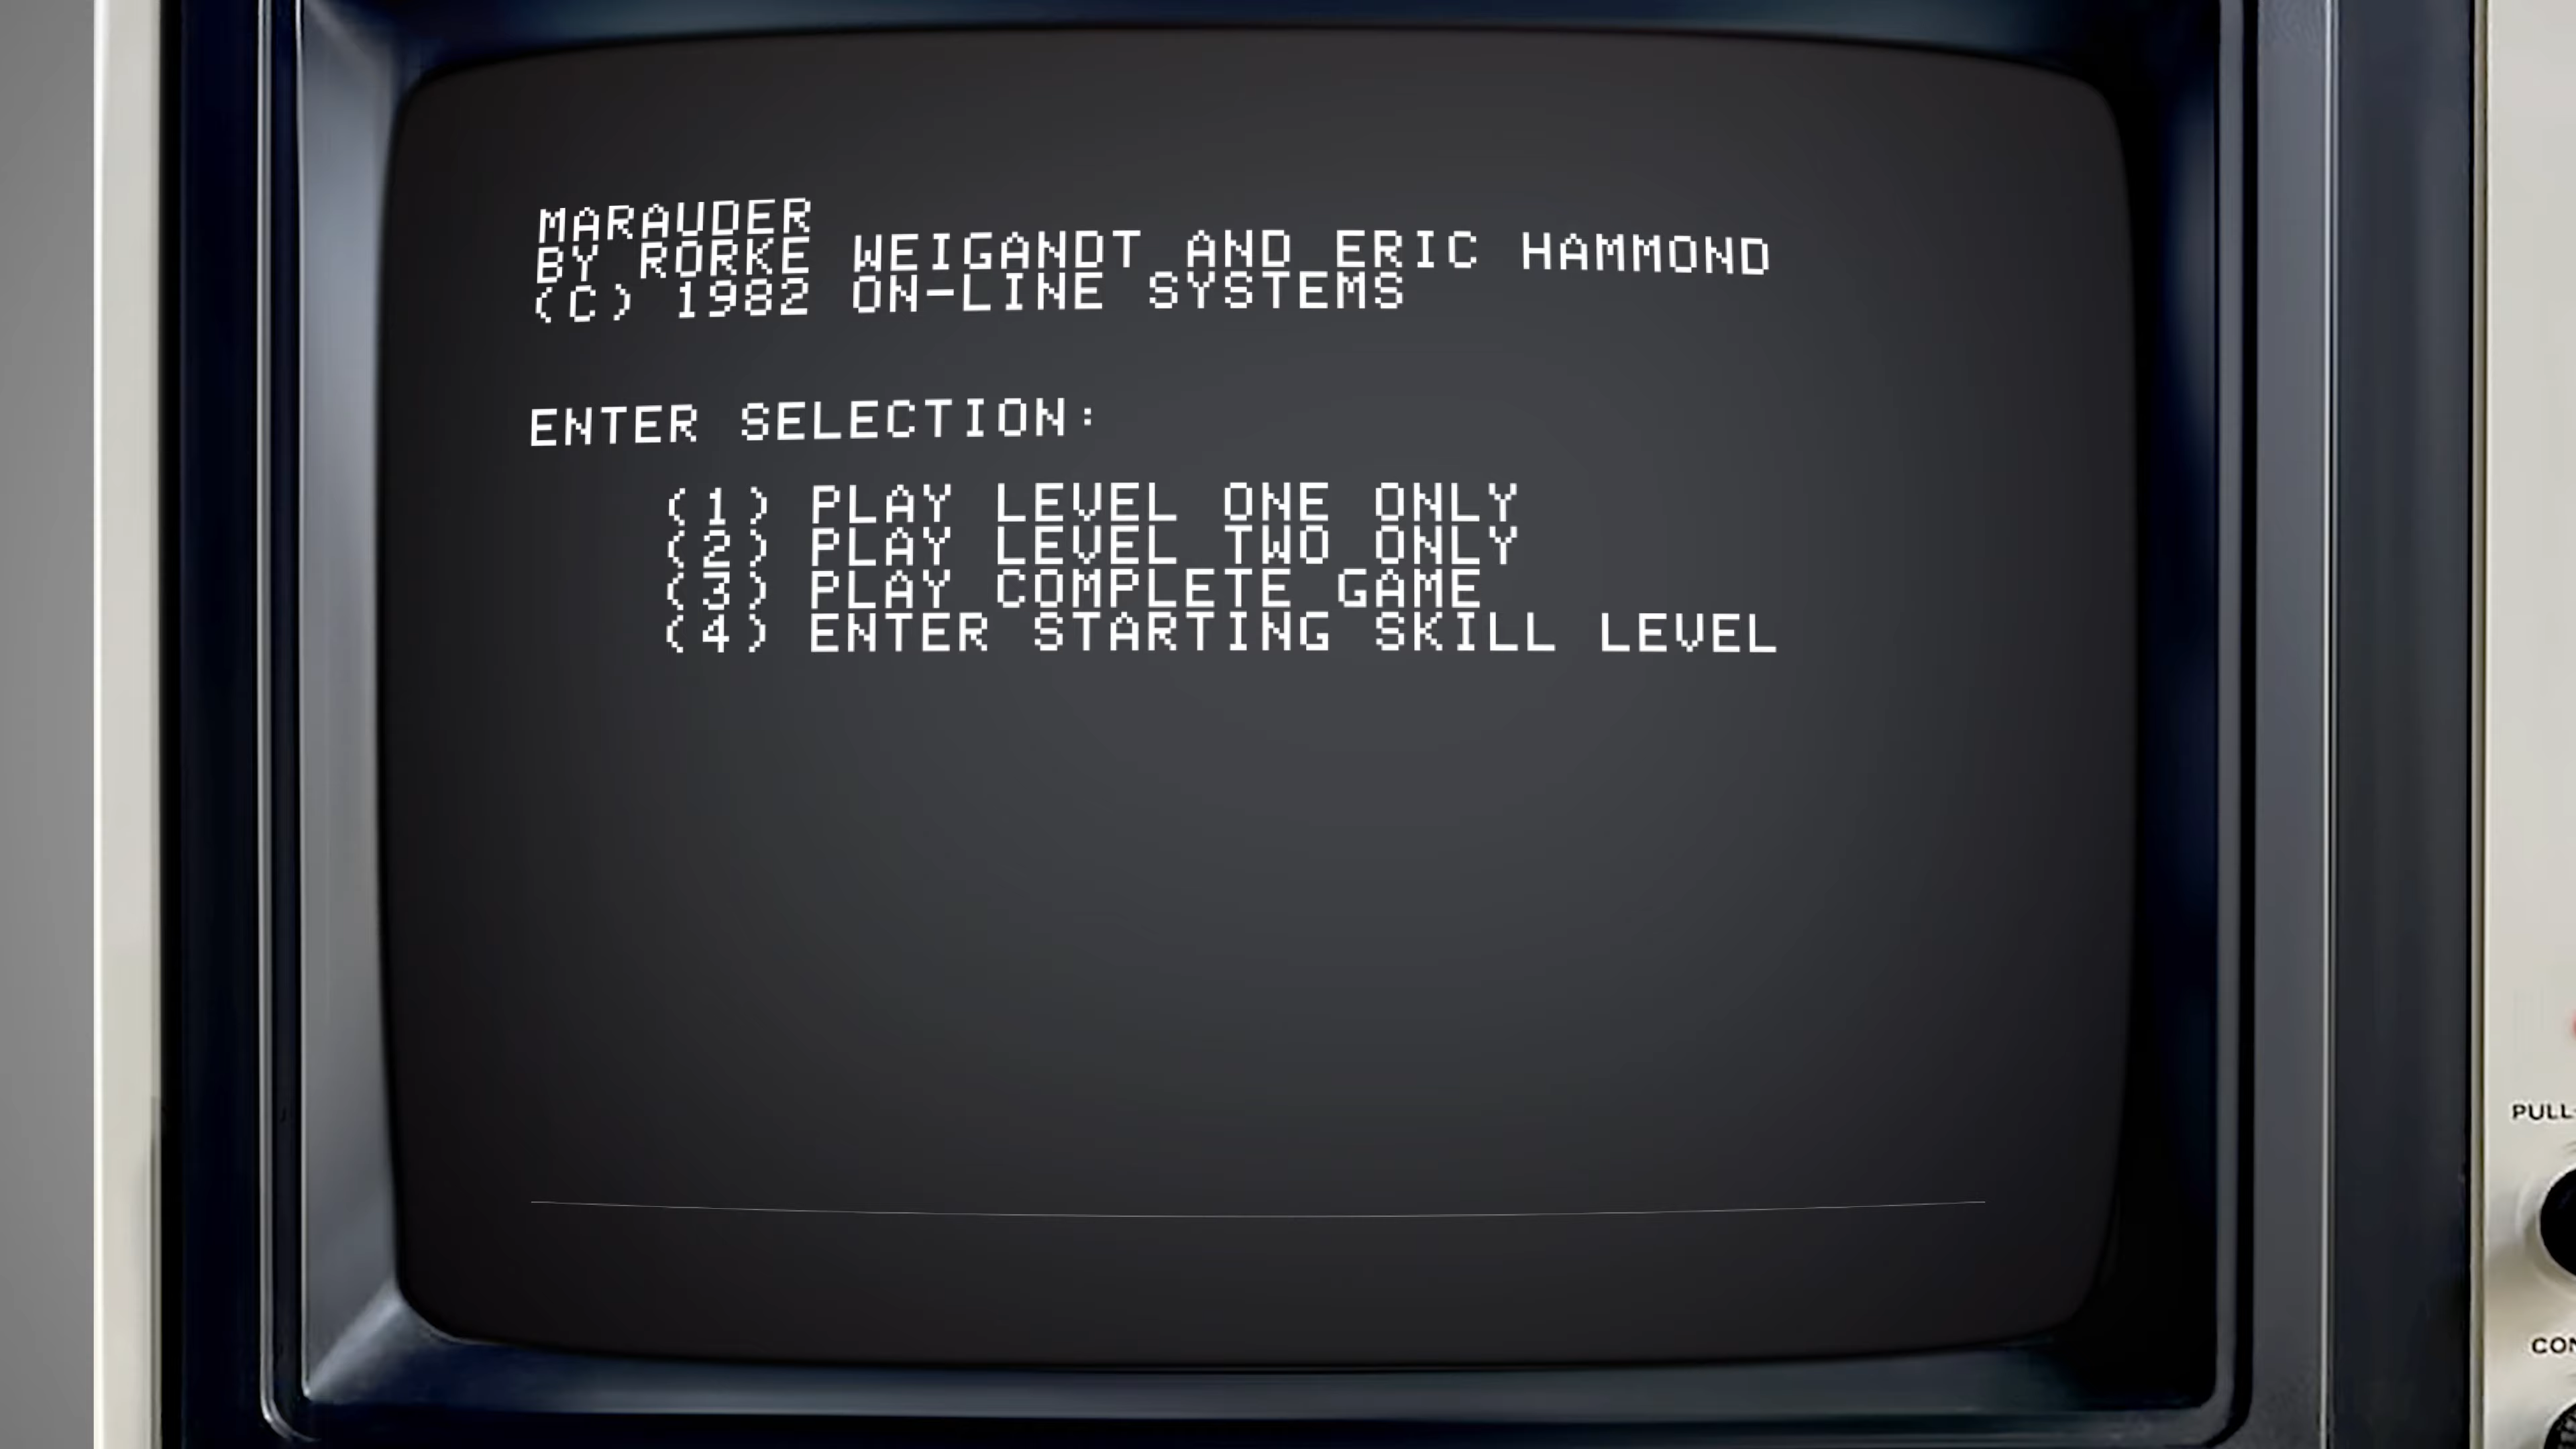 MARAUDER
BY RORKE WEIGANDT AND ERIC HAMMOND
(C) 1982 ON-LINE SYSTEMS
ENTER SELECTION:
(1) PLAY LEVEL ONE ONLY
(2) PLAY LEVEL TWO ONLY
(3) PLAY COMPLETE GAME
(4) ENTER STARTING SKILL LEVEL
PULL
CON